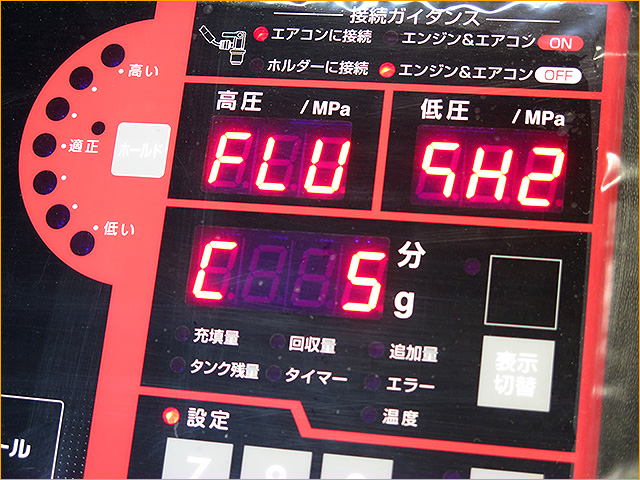 接続ガイダンス
エアコンに接続 エンジン&エアコン ON
ホルダーに接続 エンジン&エアコン OFF
高い
適正
低い
ホールド
高圧 /MPa
FLU
低圧 /MPa
SH2
C 5
分
g
充填量 回収量 追加量
タンク残量 タイマー エラー
温度
表示
切替
設定
7 8 9